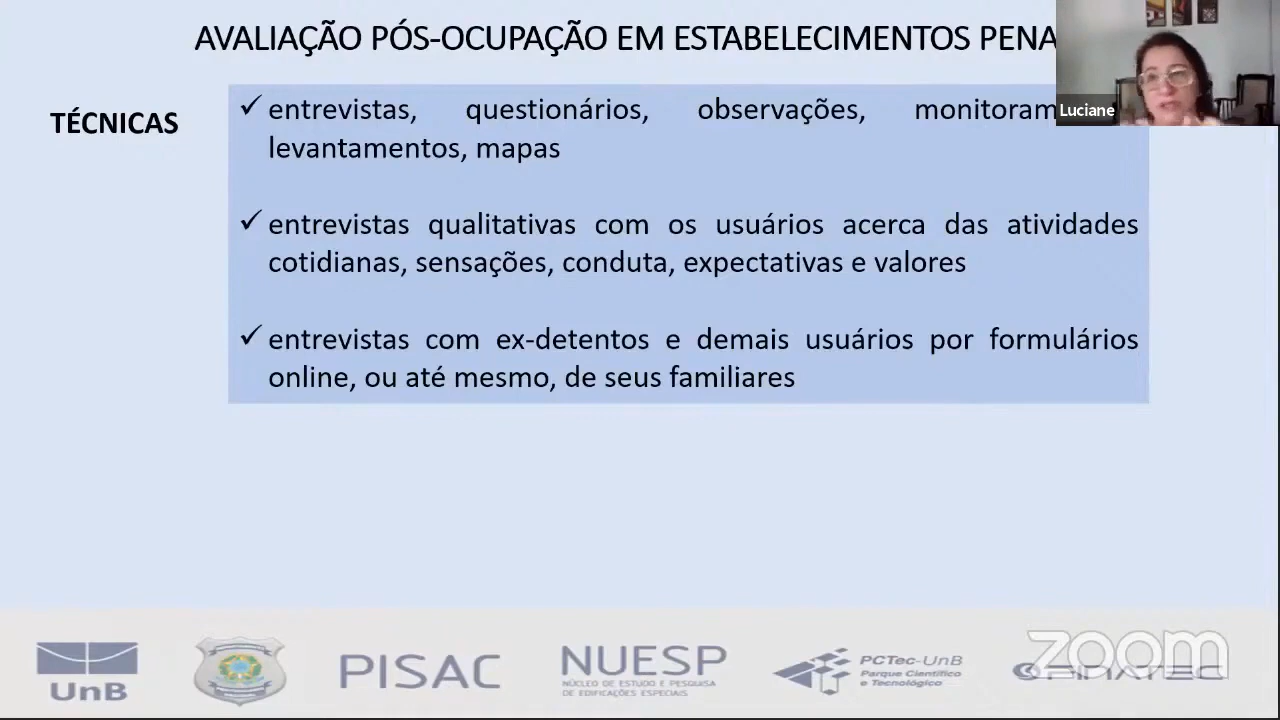 AVALIAÇÃO PÓS-OCUPAÇÃO EM ESTABELECIMENTOS PENA
Luciane
TÉCNICAS
✓ entrevistas, questionários, observações, monitoram
levantamentos, mapas
✓ entrevistas qualitativas com os usuários acerca das atividades
cotidianas, sensações, conduta, expectativas e valores
✓ entrevistas com ex-detentos e demais usuários por formulários
online, ou até mesmo, de seus familiares
UnB
PISAC
NUESP
NÚCLEO DE ESTUDO E PESQUISA
DE EDIFICAÇÕES ESPECIAIS
PCTec-UnB
Parque Científico
e Tecnológico
zoom